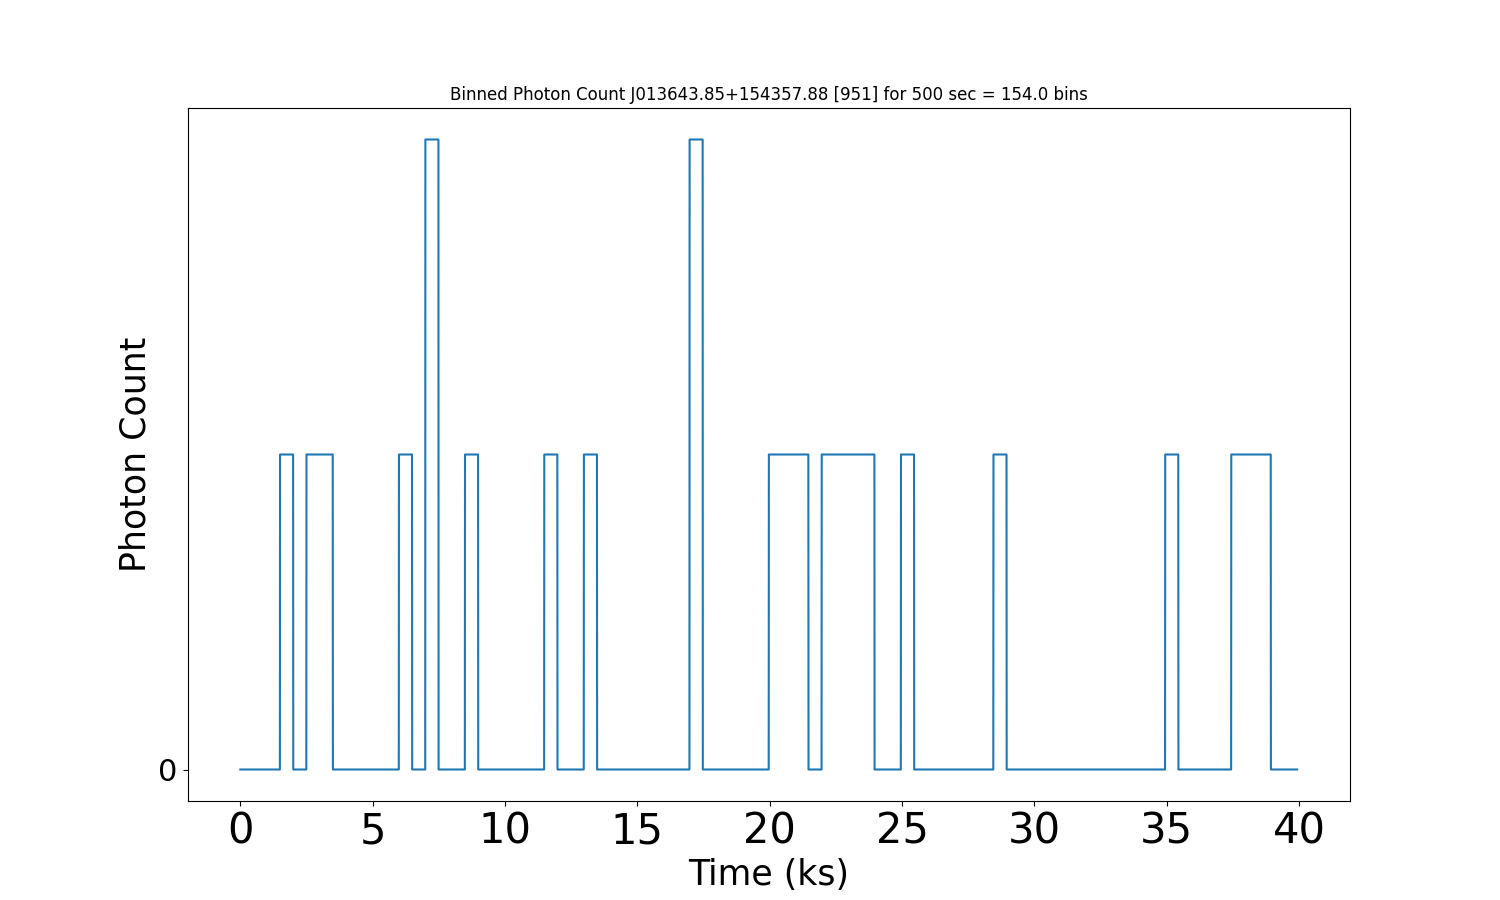 Binned Photon Count J013643.85+154357.88 [951] for 500 sec = 154.0 bins
Photon Count
0
0 5 10 15 20 25 30 35 40
Time (ks)